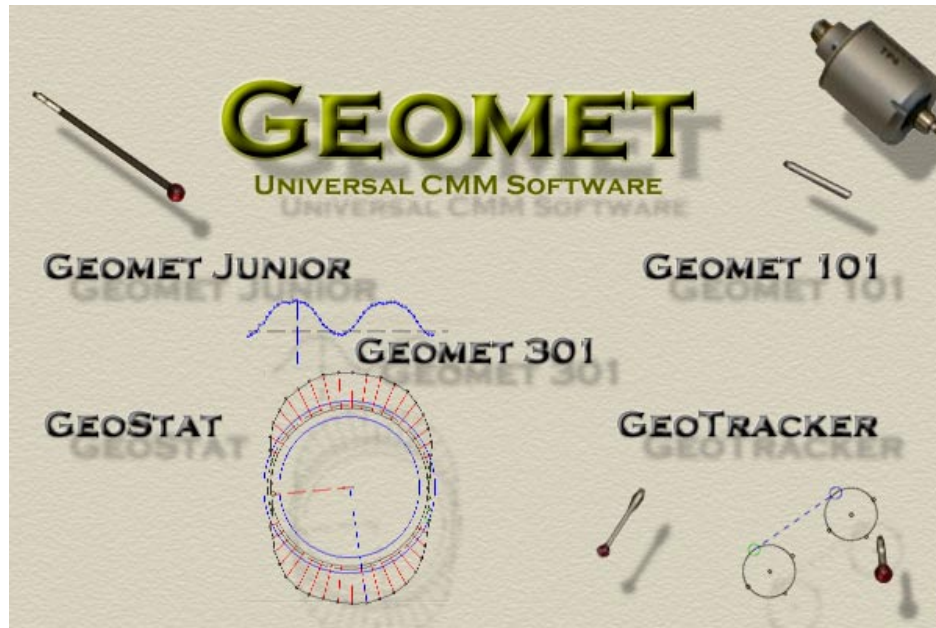 GEOMET
UNIVERSAL CMM SOFTWARE
GEOMET JUNIOR
GEOMET 101
GEOMET 301
GEOSTAT
GEOTRACKER